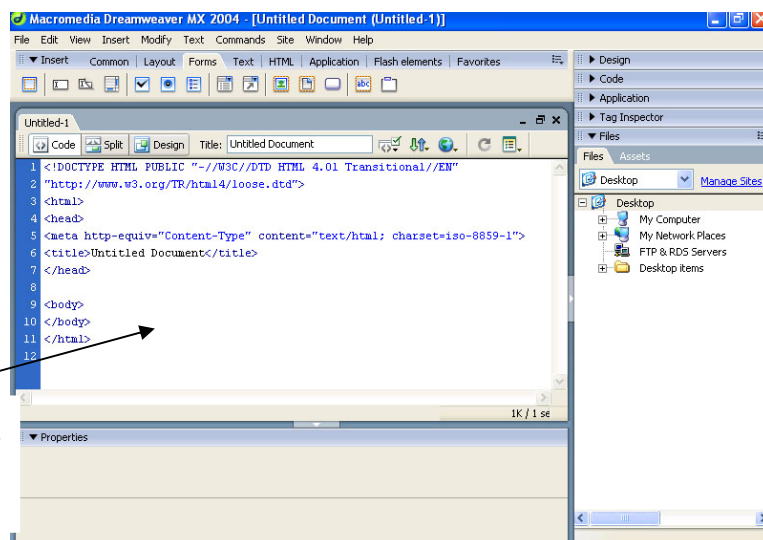 Macromedia Dreamweaver MX 2004 - [Untitled Document (Untitled-1)]
File Edit View Insert Modify Text Commands Site Window Help
Insert Common Layout Forms Text HTML Application Flash elements Favorites
abc
Untitled-1
Code Split Design Title: Untitled Document
1 <!DOCTYPE HTML PUBLIC "-//W3C//DTD HTML 4.01 Transitional//EN"
2 "http://www.w3.org/TR/html4/loose.dtd">
3 <html>
4 <head>
5 <meta http-equiv="Content-Type" content="text/html; charset=iso-8859-1">
6 <title>Untitled Document</title>
7 </head>
8
9 <body>
10 </body>
11 </html>
12
1K / 1 se
Properties
Design
Code
Application
Tag Inspector
Files
Files Assets
Desktop Manage Sites
Desktop
My Computer
My Network Places
FTP & RDS Servers
Desktop items